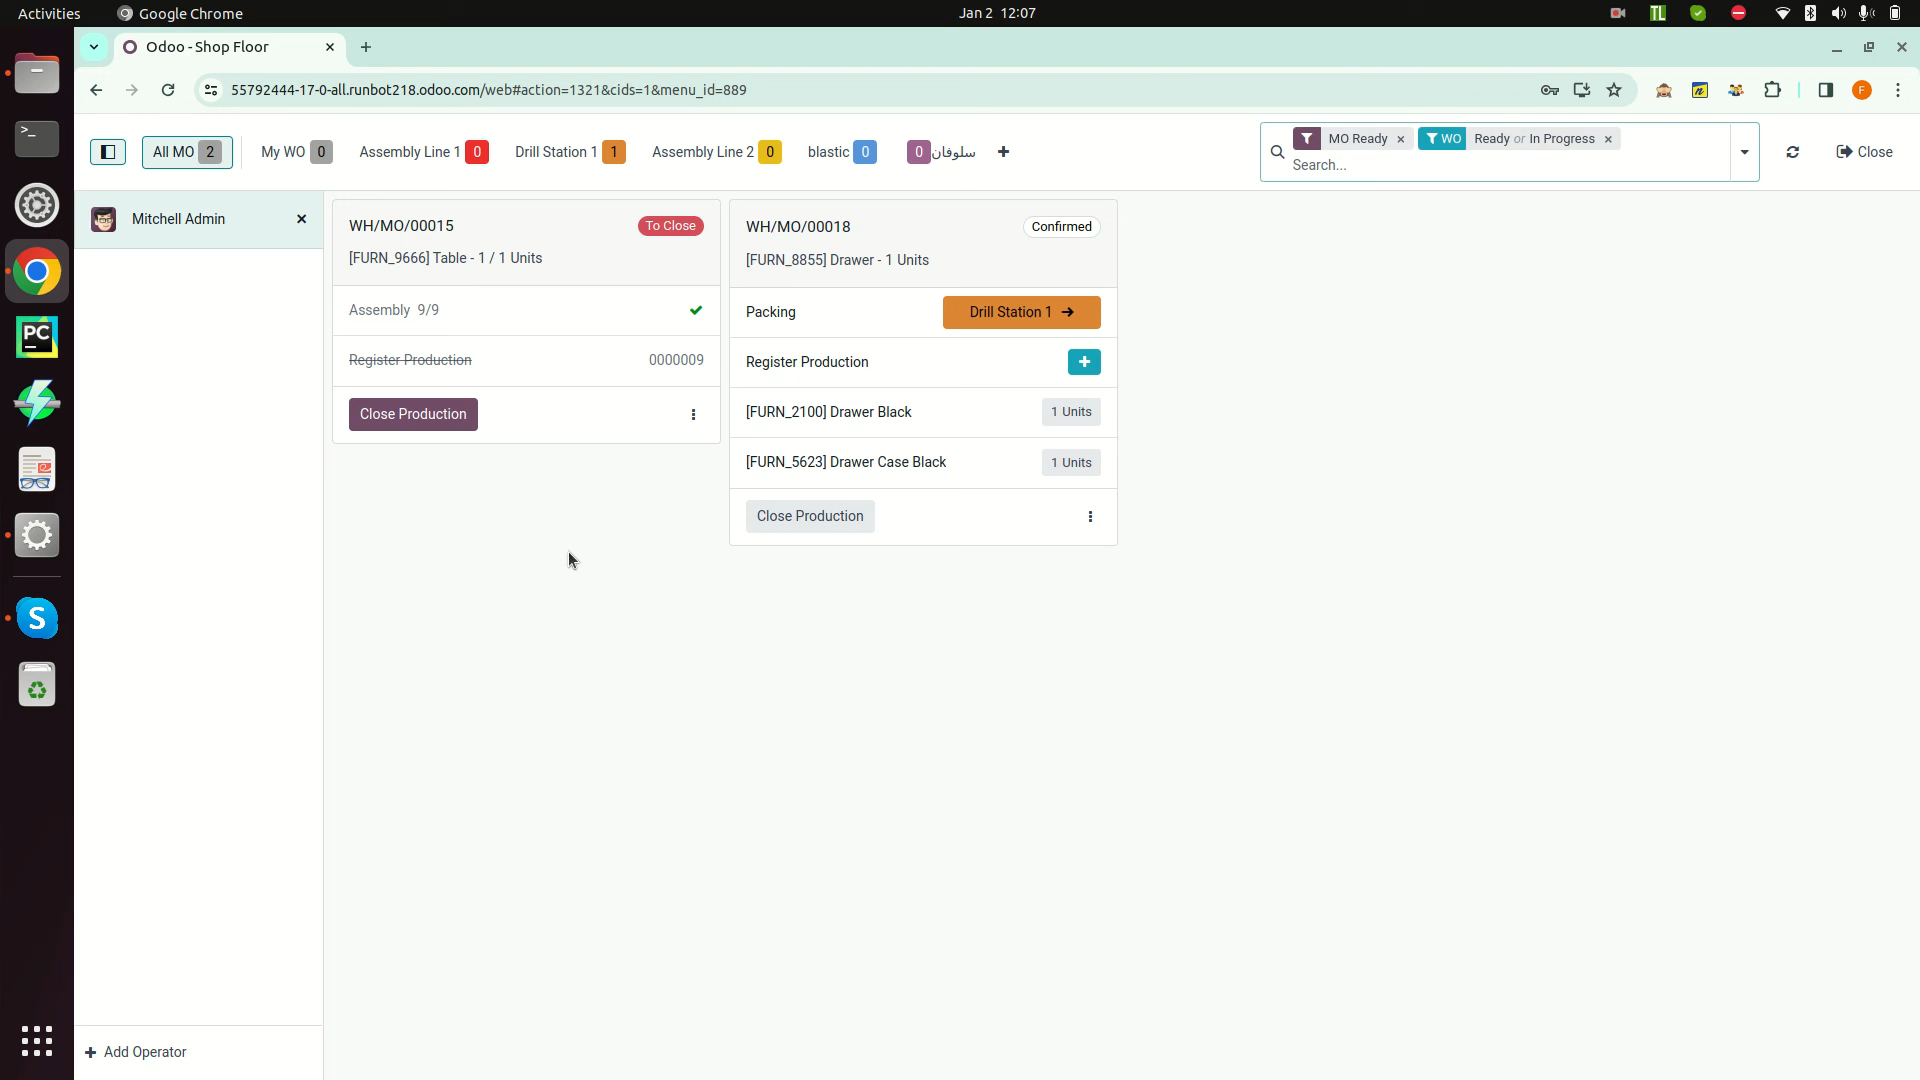 Activities
Google Chrome
Jan 2 12:07
TL
Odoo - Shop Floor
55792444-17-0-all.runbot218.odoo.com/web#action=1321&cids=1&menu_id=889
F
All MO 2
My WO 0
Assembly Line 1 0
Drill Station 1 1
Assembly Line 2 0
blastic 0
سلوفان 0
MO Ready
WO Ready or In Progress
Search...
Close
Mitchell Admin
WH/MO/00015
To Close
[FURN_9666] Table - 1 / 1 Units
Assembly 9/9
Register Production
0000009
Close Production
WH/MO/00018
Confirmed
[FURN_8855] Drawer - 1 Units
Packing
Drill Station 1
Register Production
[FURN_2100] Drawer Black
1 Units
[FURN_5623] Drawer Case Black
1 Units
Close Production
PC
S
Add Operator